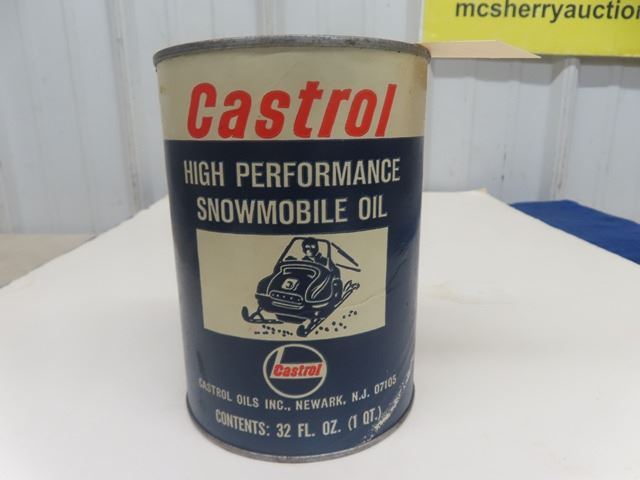 mcsherryauction
Castrol
HIGH PERFORMANCE
SNOWMOBILE OIL
Castrol
CASTROL OILS INC., NEWARK, N.J. 07105
CONTENTS: 32 FL. OZ. (1 QT.)